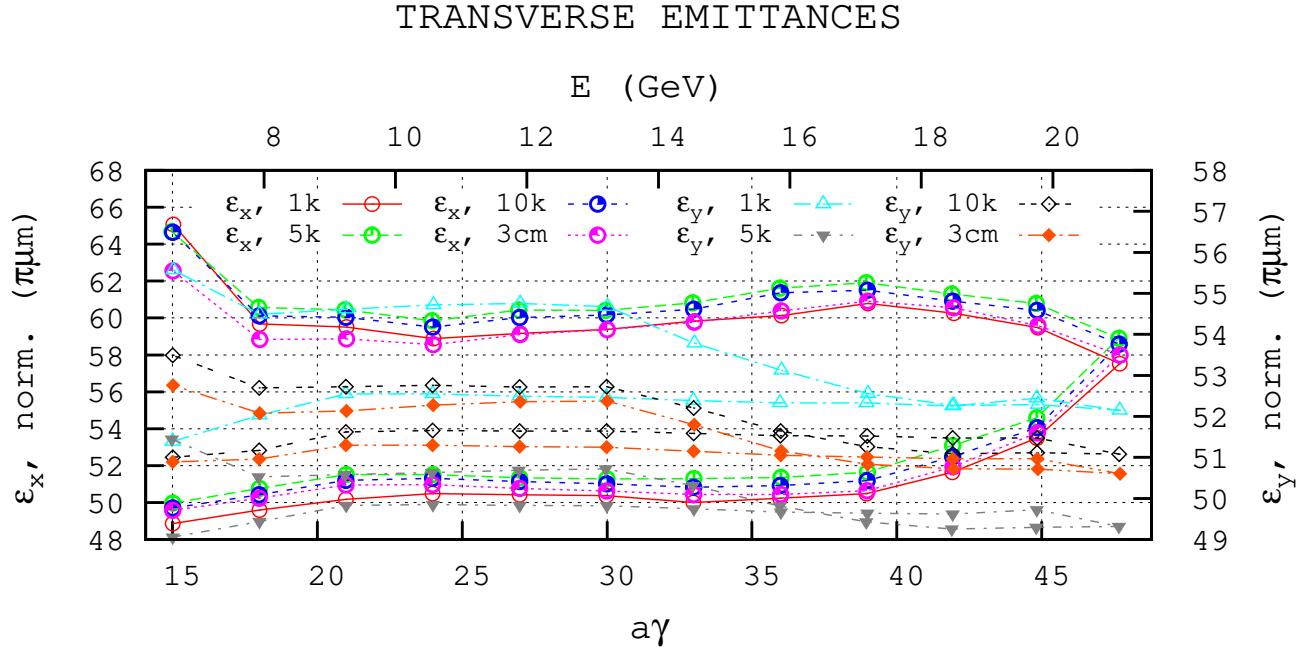 TRANSVERSE EMITTANCES
E (GeV)
8 10 12 14 16 18 20
68 58
66 57
64 56
62 55
60 54
58 53
56 52
54 51
52 50
50 49
48
εx, 1k εx, 10k εy, 1k εy, 10k
εx, 5k εx, 3cm εy, 5k εy, 3cm
εx, norm. (πμm)
εy, norm. (πμm)
15 20 25 30 35 40 45
aγ